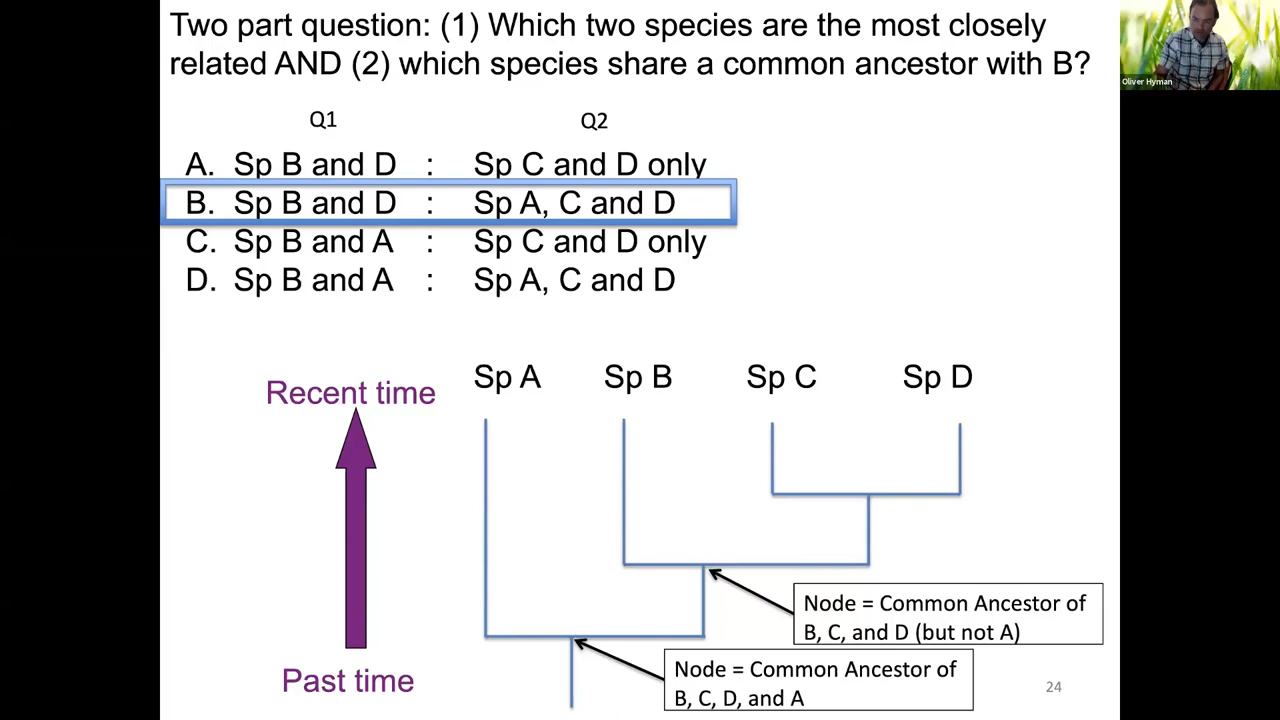 Two part question: (1) Which two species are the most closely
related AND (2) which species share a common ancestor with B?
Oliver Hyman
Q1 Q2
A. Sp B and D : Sp C and D only
B. Sp B and D : Sp A, C and D
C. Sp B and A : Sp C and D only
D. Sp B and A : Sp A, C and D
Sp A Sp B Sp C Sp D
Recent time
Node = Common Ancestor of
B, C, and D (but not A)
Node = Common Ancestor of
B, C, D, and A
Past time
24